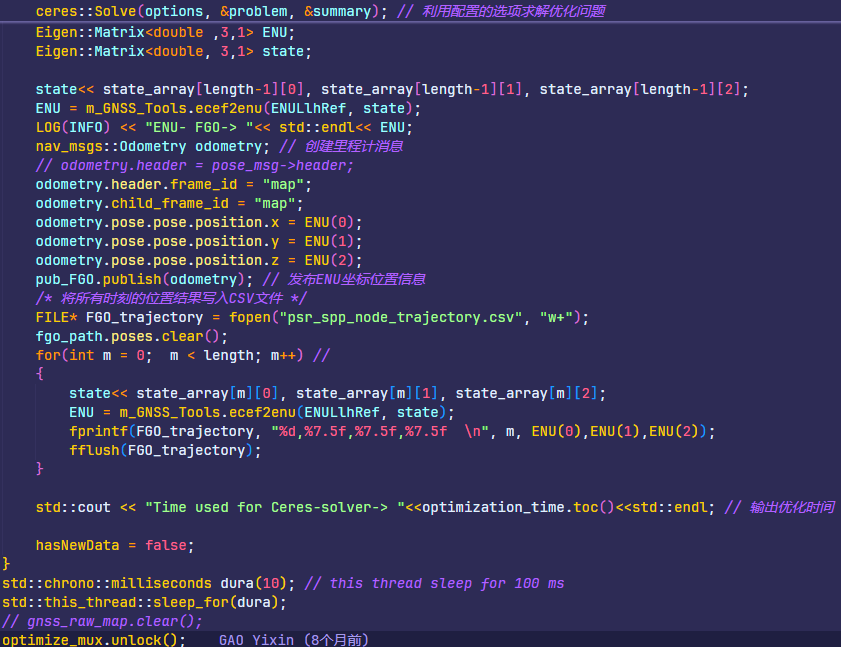 ceres::Solve(options, &problem, &summary); // 利用配置的选项求解优化问题
Eigen::Matrix<double ,3,1> ENU;
Eigen::Matrix<double, 3,1> state;
state<< state_array[length-1][0], state_array[length-1][1], state_array[length-1][2];
ENU = m_GNSS_Tools.ecef2enu(ENULlhRef, state);
LOG(INFO) << "ENU- FGO-> "<< std::endl<< ENU;
nav_msgs::Odometry odometry; // 创建里程计消息
// odometry.header = pose_msg->header;
odometry.header.frame_id = "map";
odometry.child_frame_id = "map";
odometry.pose.pose.position.x = ENU(0);
odometry.pose.pose.position.y = ENU(1);
odometry.pose.pose.position.z = ENU(2);
pub_FGO.publish(odometry); // 发布ENU坐标位置信息
/* 将所有时刻的位置结果写入CSV文件 */
FILE* FGO_trajectory = fopen("psr_spp_node_trajectory.csv", "w+");
fgo_path.poses.clear();
for(int m = 0;  m < length; m++) //
{
state<< state_array[m][0], state_array[m][1], state_array[m][2];
ENU = m_GNSS_Tools.ecef2enu(ENULlhRef, state);
fprintf(FGO_trajectory, "%d,%7.5f,%7.5f,%7.5f  \n", m, ENU(0),ENU(1),ENU(2));
fflush(FGO_trajectory);
}
std::cout << "Time used for Ceres-solver-> "<<optimization_time.toc()<<std::endl; // 输出优化时间
hasNewData = false;
}
std::chrono::milliseconds dura(10); // this thread sleep for 100 ms
std::this_thread::sleep_for(dura);
// gnss_raw_map.clear();
optimize_mux.unlock();    GAO Yixin (8个月前)